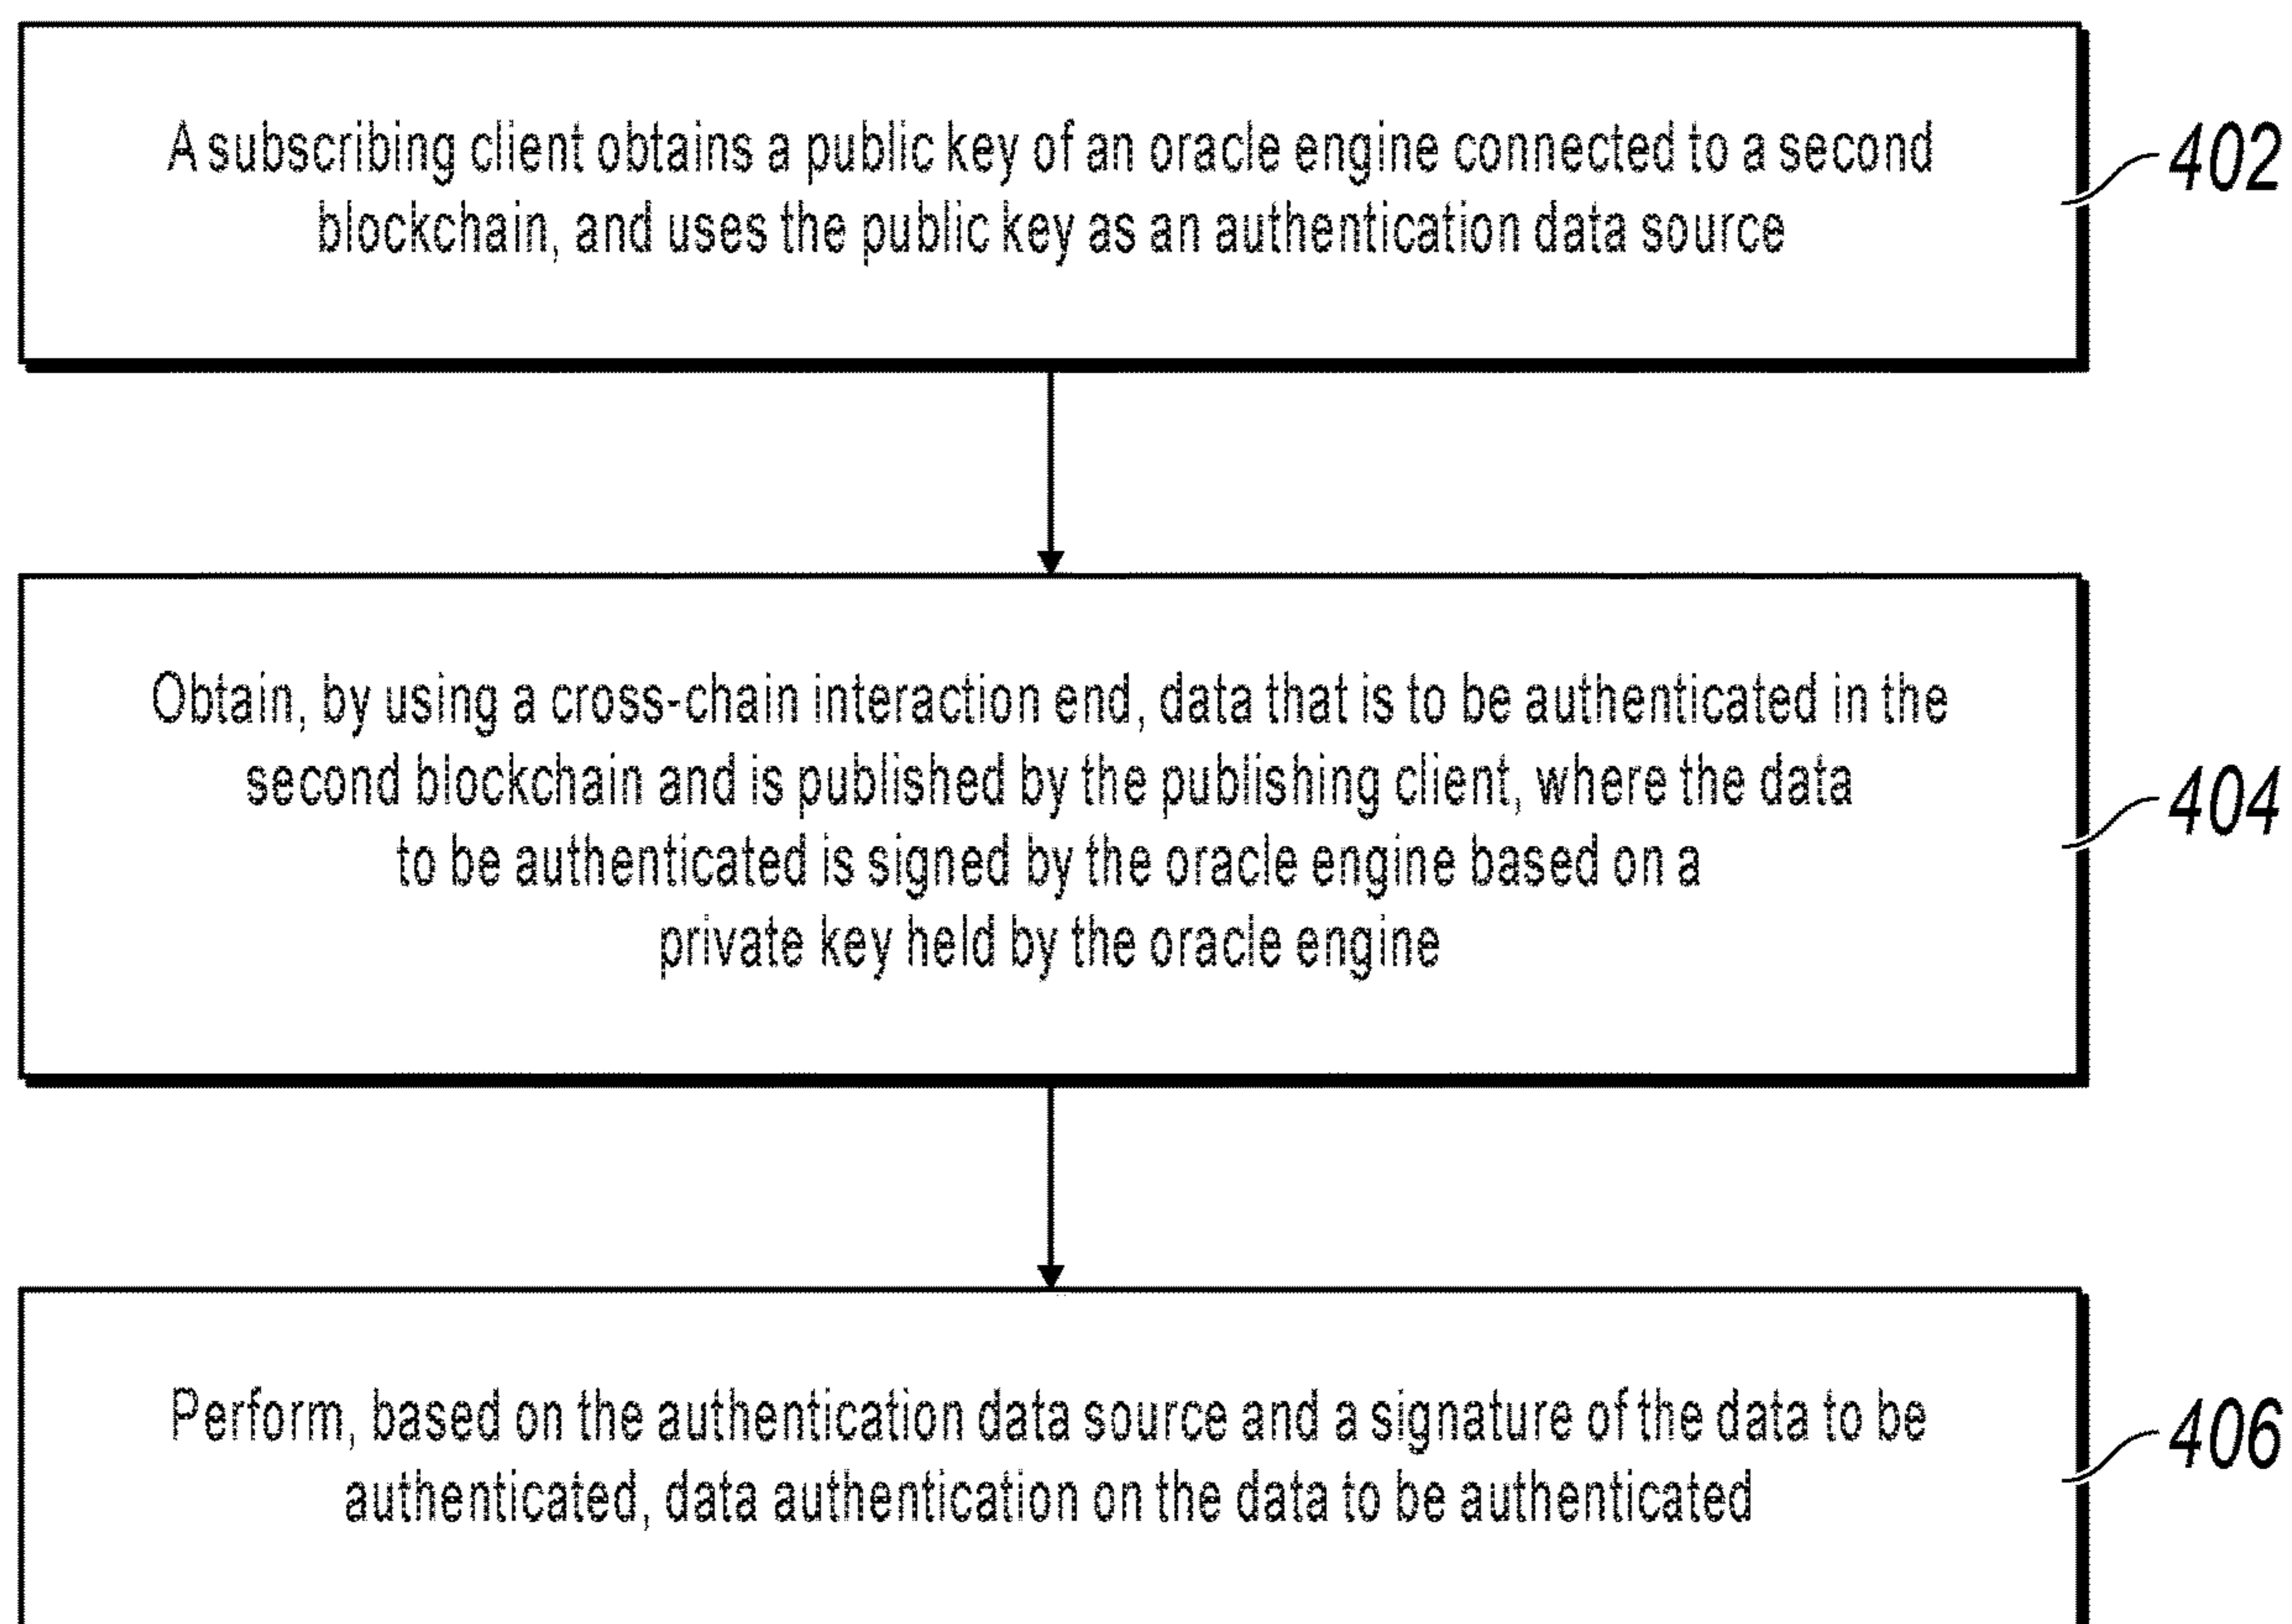 A subscribing client obtains a public key of an oracle engine connected to a second
blockchain, and uses the public key as an authentication data source
402
Obtain, by using a cross-chain interaction end, data that is to be authenticated in the
second blockchain and is published by the publishing client, where the data
to be authenticated is signed by the oracle engine based on a
private key held by the oracle engine
404
Perform, based on the authentication data source and a signature of the data to be
authenticated, data authentication on the data to be authenticated
406